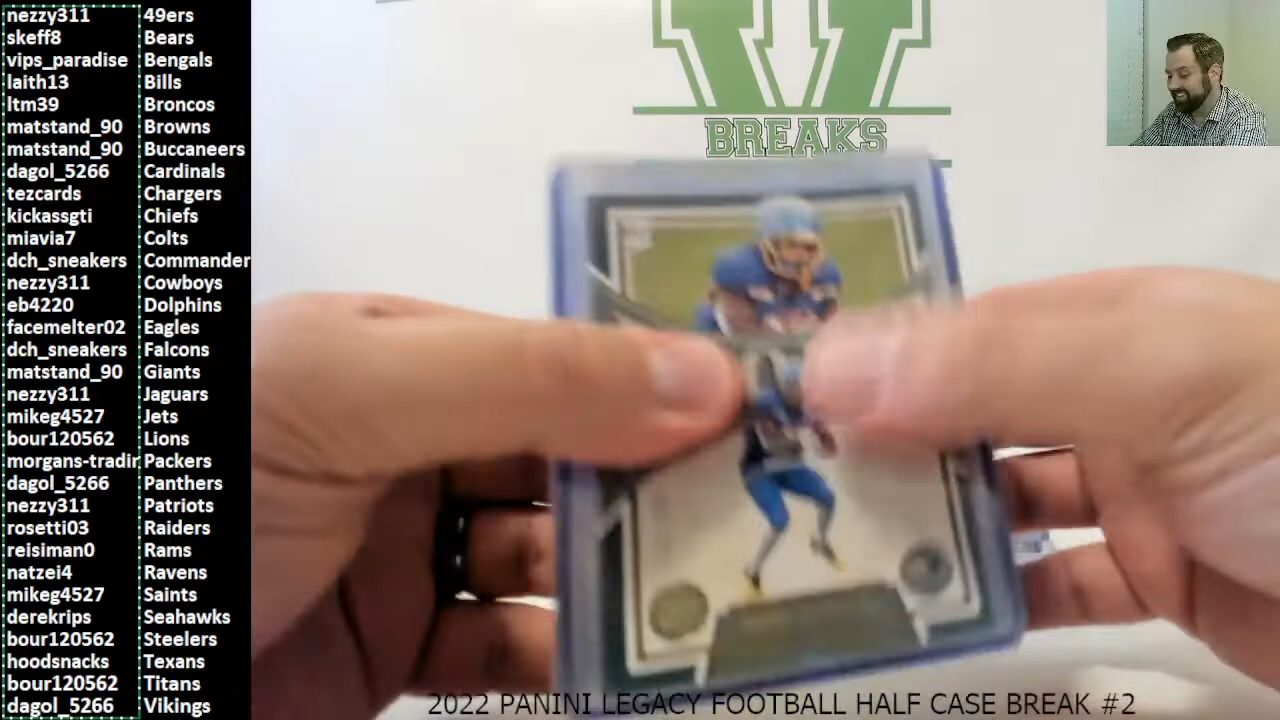 nezzy311 49ers
skeff8 Bears
vips_paradise Bengals
laith13 Bills
ltm39 Broncos
matstand_90 Browns
matstand_90 Buccaneers
dagol_5266 Cardinals
tezcards Chargers
kickassgti Chiefs
miavia7 Colts
dch_sneakers Commander
nezzy311 Cowboys
eb4220 Dolphins
facemelter02 Eagles
dch_sneakers Falcons
matstand_90 Giants
nezzy311 Jaguars
mikeg4527 Jets
bour120562 Lions
morgans-tradin Packers
dagol_5266 Panthers
nezzy311 Patriots
rosetti03 Raiders
reisiman0 Rams
natzei4 Ravens
mikeg4527 Saints
derekrips Seahawks
bour120562 Steelers
hoodsnacks Texans
bour120562 Titans
dagol_5266 Vikings
V
BREAKS
2022 PANINI LEGACY FOOTBALL HALF CASE BREAK #2